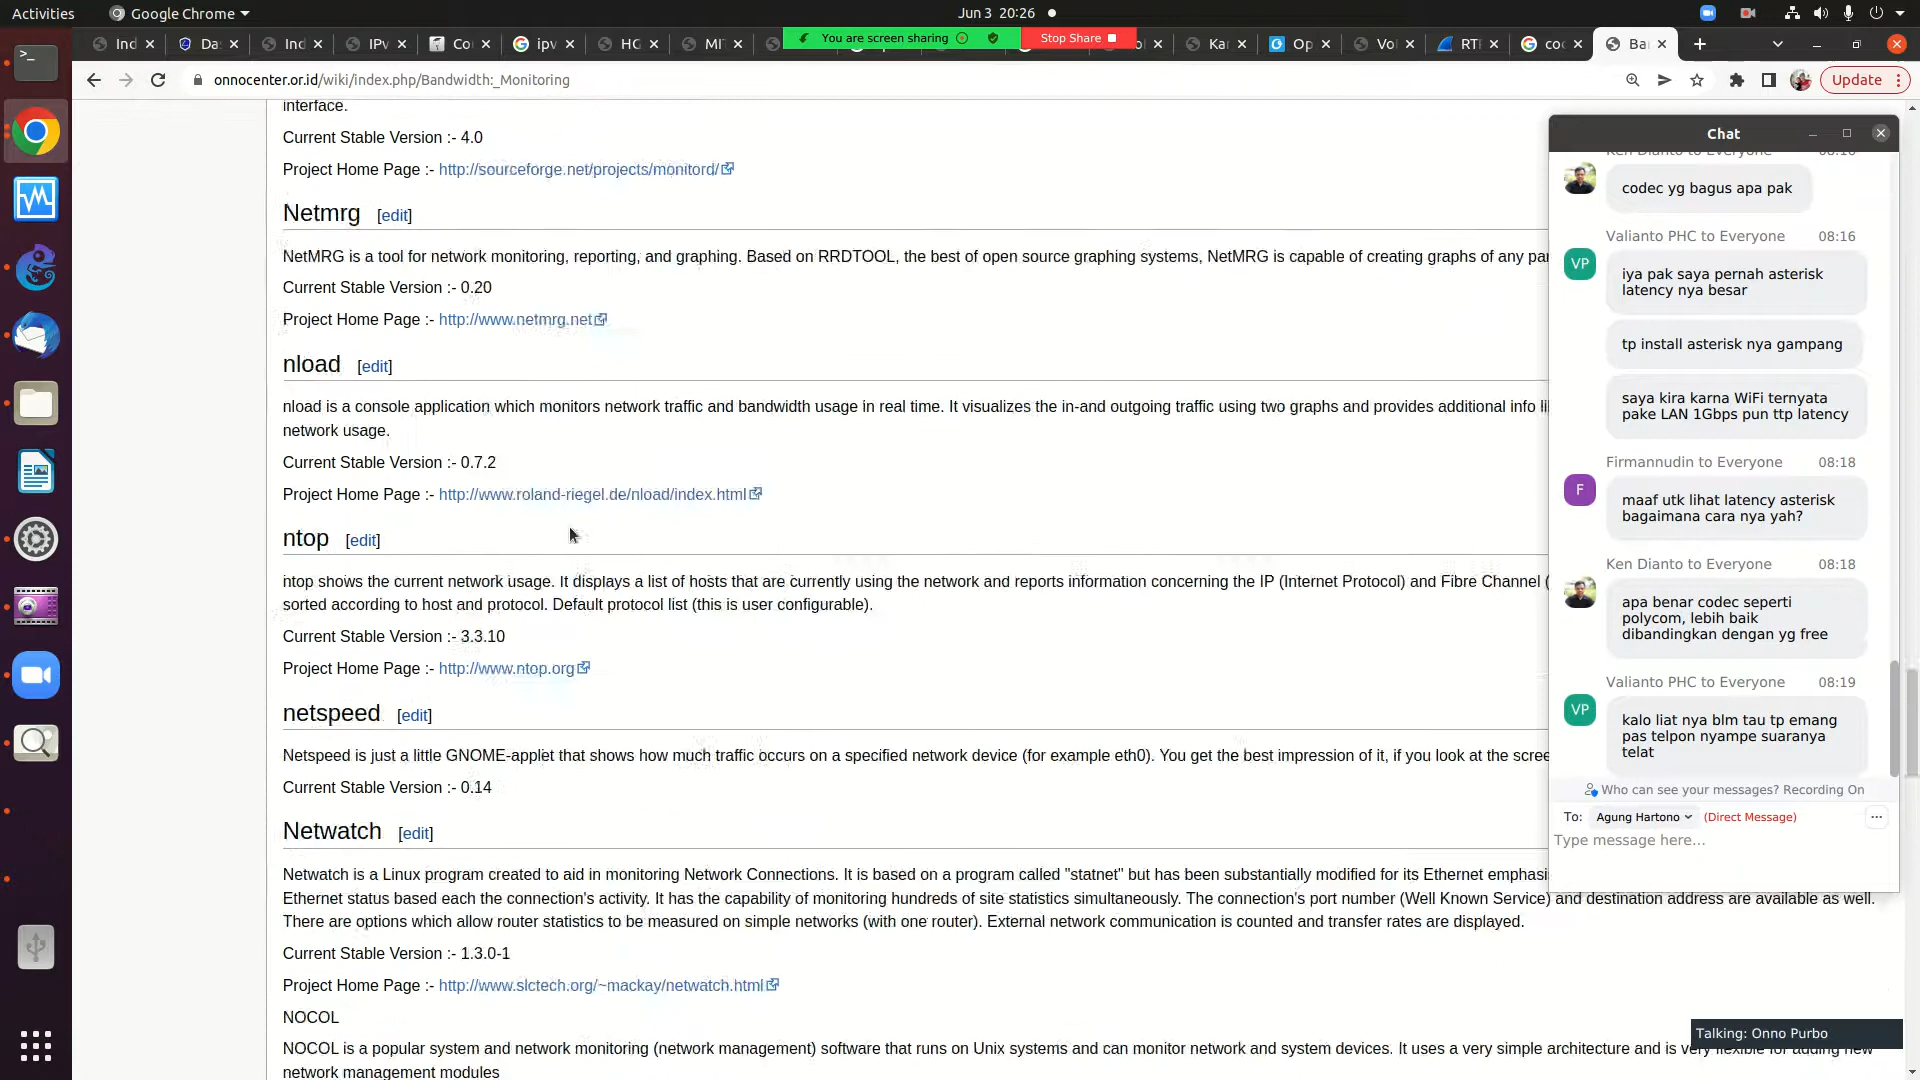 Activities
Google Chrome
Jun 3 20:26
Ind
Da
Ind
IPv
Co
ipv
HC
MI
You are screen sharing
Stop Share
Ka
Op
Vo
RTI
coc
Ba
onnocenter.or.id/wiki/index.php/Bandwidth:_Monitoring
Update
interface.
Current Stable Version :- 4.0
Project Home Page :- http://sourceforge.net/projects/monitord/
Netmrg [edit]
NetMRG is a tool for network monitoring, reporting, and graphing. Based on RRDTOOL, the best of open source graphing systems, NetMRG is capable of creating graphs of any par
Current Stable Version :- 0.20
Project Home Page :- http://www.netmrg.net
nload [edit]
nload is a console application which monitors network traffic and bandwidth usage in real time. It visualizes the in-and outgoing traffic using two graphs and provides additional info li
network usage.
Current Stable Version :- 0.7.2
Project Home Page :- http://www.roland-riegel.de/nload/index.html
ntop [edit]
ntop shows the current network usage. It displays a list of hosts that are currently using the network and reports information concerning the IP (Internet Protocol) and Fibre Channel (
sorted according to host and protocol. Default protocol list (this is user configurable).
Current Stable Version :- 3.3.10
Project Home Page :- http://www.ntop.org
netspeed [edit]
Netspeed is just a little GNOME-applet that shows how much traffic occurs on a specified network device (for example eth0). You get the best impression of it, if you look at the scree
Current Stable Version :- 0.14
Netwatch [edit]
Netwatch is a Linux program created to aid in monitoring Network Connections. It is based on a program called "statnet" but has been substantially modified for its Ethernet emphasi
Ethernet status based each the connection's activity. It has the capability of monitoring hundreds of site statistics simultaneously. The connection's port number (Well Known Service) and destination address are available as well.
There are options which allow router statistics to be measured on simple networks (with one router). External network communication is counted and transfer rates are displayed.
Current Stable Version :- 1.3.0-1
Project Home Page :- http://www.slctech.org/~mackay/netwatch.html
NOCOL
NOCOL is a popular system and network monitoring (network management) software that runs on Unix systems and can monitor network and system devices. It uses a very simple architecture and is very flexible for adding new
network management modules
Chat
Ken Dianto to Everyone 08:16
codec yg bagus apa pak
Valianto PHC to Everyone 08:16
VP
iya pak saya pernah asterisk
latency nya besar
tp install asterisk nya gampang
saya kira karna WiFi ternyata
pake LAN 1Gbps pun ttp latency
Firmannudin to Everyone 08:18
F
maaf utk lihat latency asterisk
bagaimana cara nya yah?
Ken Dianto to Everyone 08:18
apa benar codec seperti
polycom, lebih baik
dibandingkan dengan yg free
Valianto PHC to Everyone 08:19
VP
kalo liat nya blm tau tp emang
pas telpon nyampe suaranya
telat
Who can see your messages? Recording On
To: Agung Hartono (Direct Message)
Type message here...
Talking: Onno Purbo